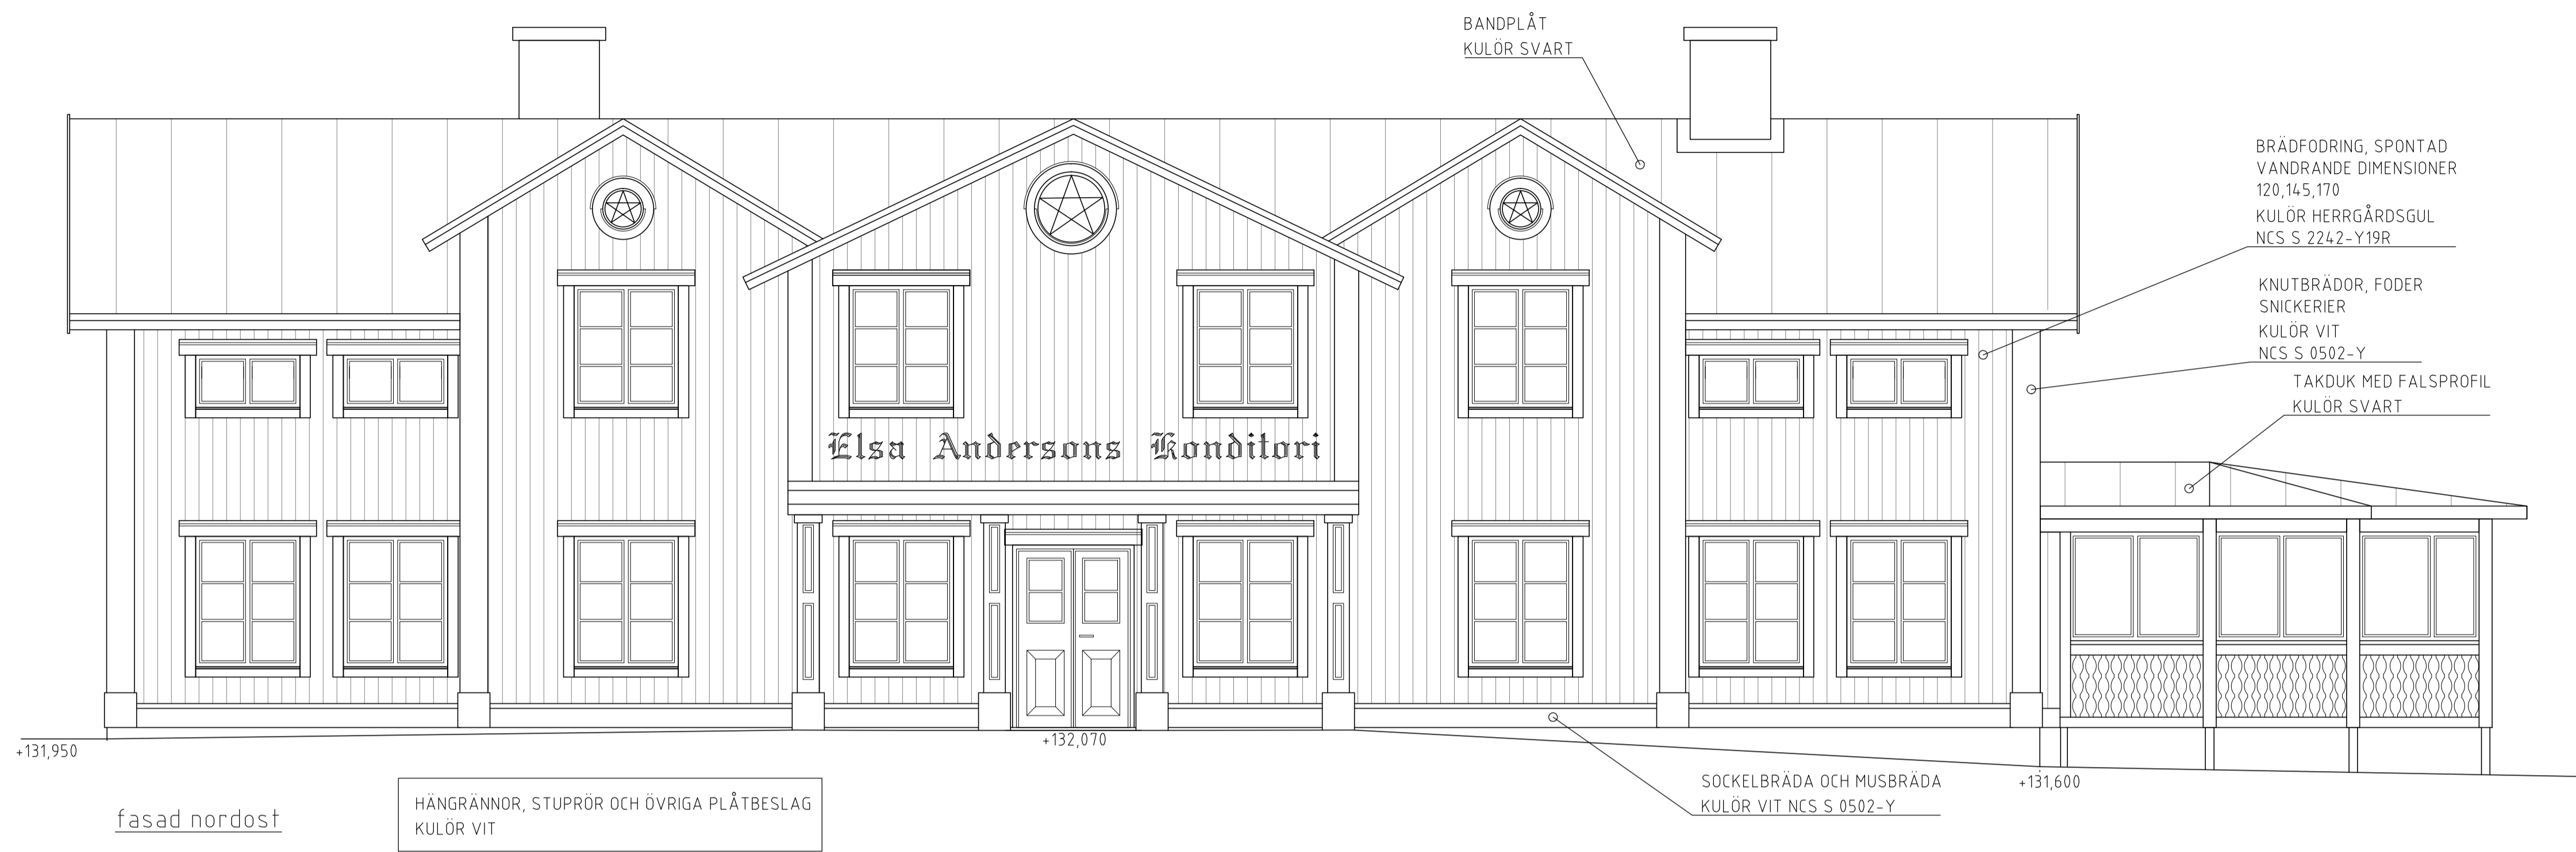 BANDPLÅT
KULÖR SVART
BRÄDFODRING, SPONTAD
VANDRANDE DIMENSIONER
120,145,170
KULÖR HERRGÅRDSGUL
NCS S 2242-Y19R
KNUTBRÄDOR, FODER
SNICKERIER
KULÖR VIT
NCS S 0502-Y
TAKDUK MED FALSPROFIL
KULÖR SVART
Elsa Andersons Konditori
+131,950
+132,070
+131,600
SOCKELBRÄDA OCH MUSBRÄDA
KULÖR VIT NCS S 0502-Y
fasad nordost
HÄNGRÄNNOR, STUPRÖR OCH ÖVRIGA PLÅTBESLAG
KULÖR VIT